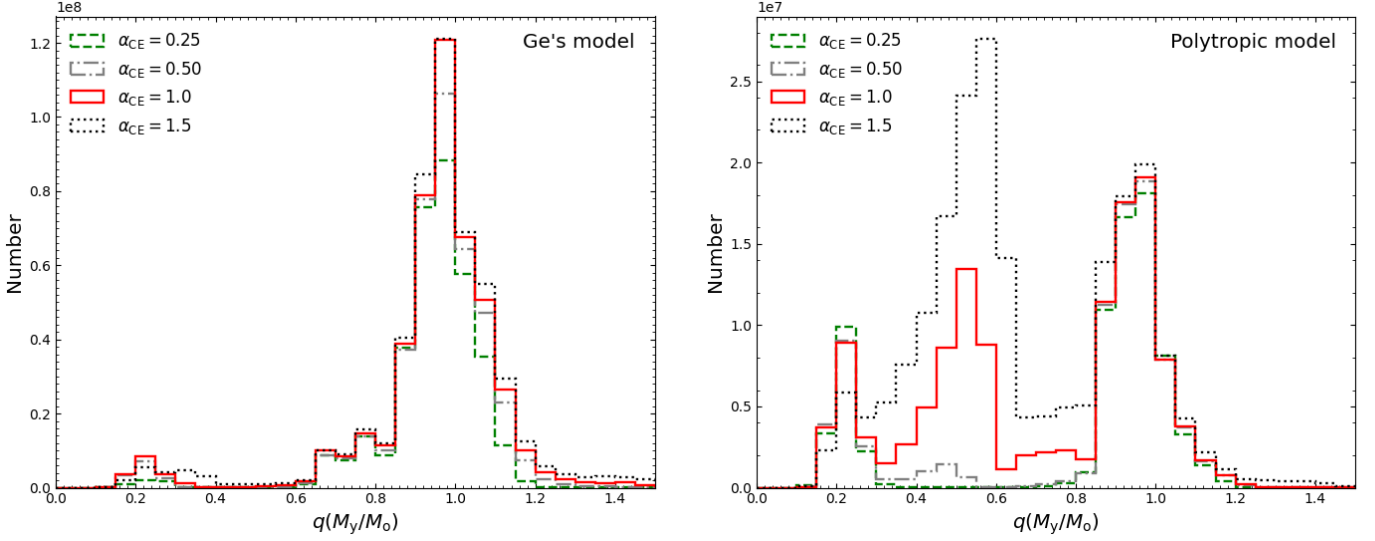 1e8
Ge's model
α_CE = 0.25
α_CE = 0.50
α_CE = 1.0
α_CE = 1.5
Number
1.2
1.0
0.8
0.6
0.4
0.2
0.0
0.0 0.2 0.4 0.6 0.8 1.0 1.2 1.4
q(M_y/M_o)
1e7
Polytropic model
α_CE = 0.25
α_CE = 0.50
α_CE = 1.0
α_CE = 1.5
Number
2.5
2.0
1.5
1.0
0.5
0.0
0.0 0.2 0.4 0.6 0.8 1.0 1.2 1.4
q(M_y/M_o)